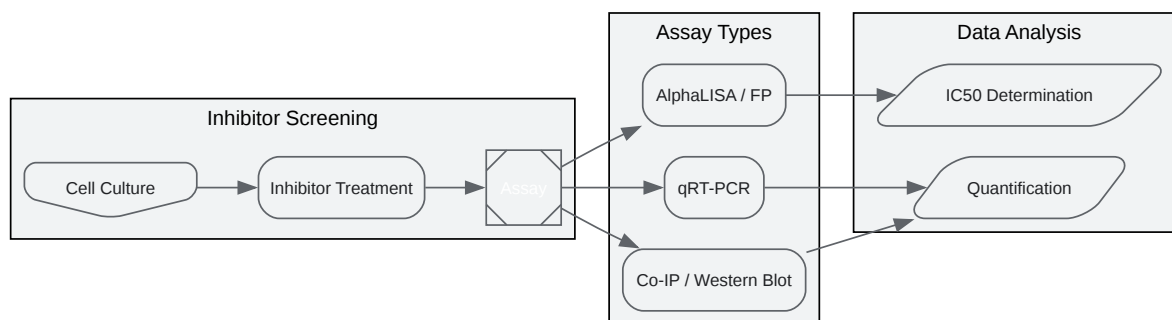 Inhibitor Screening
Cell Culture
Inhibitor Treatment
Assay
Assay Types
AlphaLISA / FP
qRT-PCR
Co-IP / Western Blot
Data Analysis
IC50 Determination
Quantification